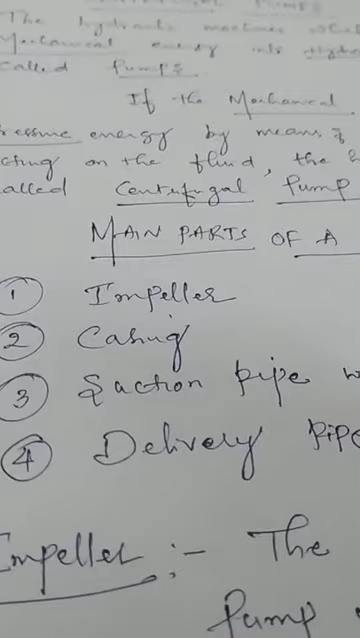 The hydraulic machines which
Mechanical energy into
called Pumps.
If the Mechanical
pressure energy by means of
acting on the fluid, the
called Centrifugal Pump
MAIN PARTS OF A
① Impeller
② Casing
③ Suction pipe
④ Delivery Pipe
Impeller :- The
Pump